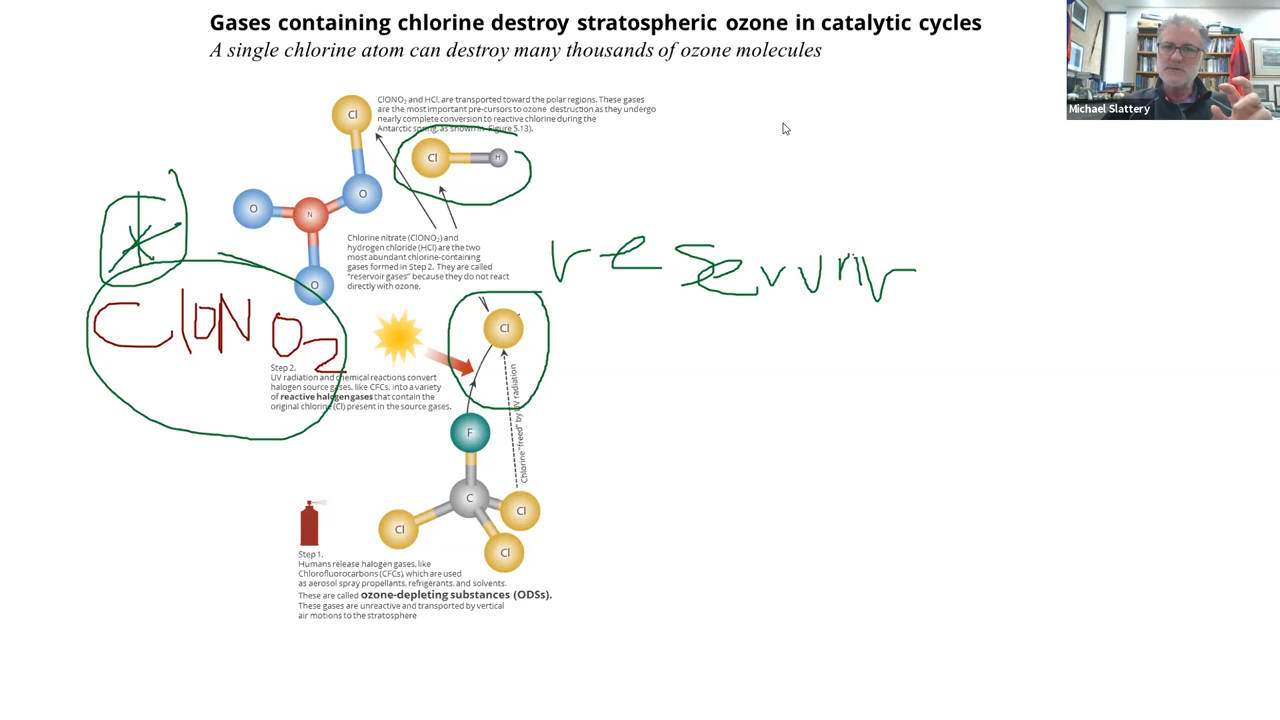 Gases containing chlorine destroy stratospheric ozone in catalytic cycles
A single chlorine atom can destroy many thousands of ozone molecules
Michael Slattery
ClONO2 and HCl, are transported toward the polar regions. These gases
are the most important pre-cursors to ozone destruction as they undergo
nearly complete conversion to reactive chlorine during the
Antarctic spring, as shown in Figure 5.13).
Cl
Cl
H
O
O
N
O
Chlorine nitrate (ClONO2) and
hydrogen chloride (HCl) are the two
most abundant chlorine-containing
gases formed in Step 2. They are called
"reservoir gases" because they do not react
directly with ozone.
ClONO2
Cl
Step 2.
UV radiation and chemical reactions convert
halogen source gases, like CFCs, into a variety
of reactive halogen gases that contain the
original chlorine (Cl) present in the source gases.
Chlorine "freed" by UV radiation
F
C
Cl
Cl
Cl
Step 1.
Humans release halogen gases, like
Chlorofluorocarbons (CFCs), which are used
as aerosol spray propellants, refrigerants, and solvents.
These are called ozone-depleting substances (ODSs).
These gases are unreactive and transported by vertical
air motions to the stratosphere